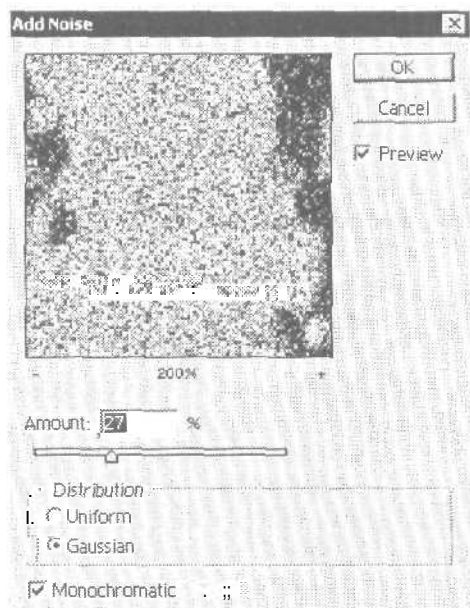 Add Noise
OK
Cancel
Preview
- 200% +
Amount: 27 %
Distribution
Uniform
Gaussian
Monochromatic